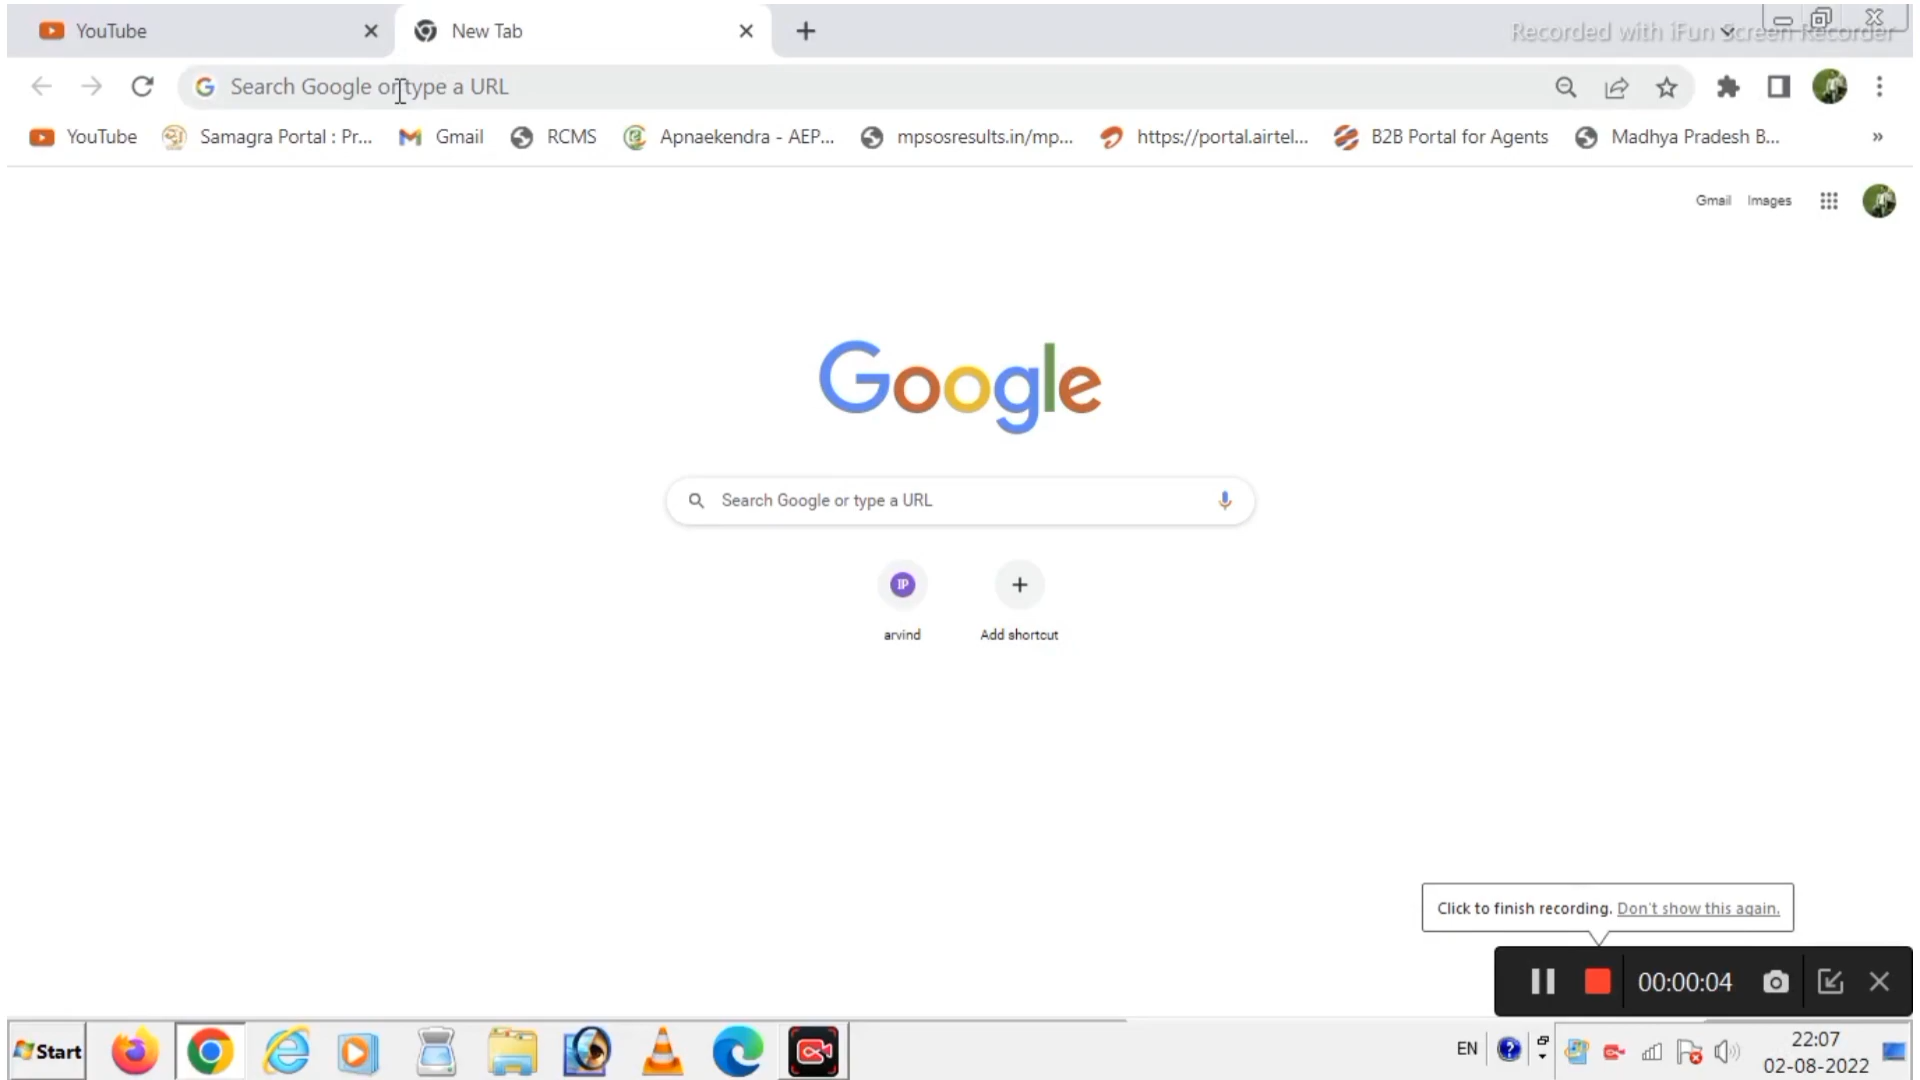 YouTube
New Tab
Recorded with iFun Screen Recorder
Search Google or type a URL
YouTube
Samagra Portal : Pr...
Gmail
RCMS
Apnaekendra - AEP...
mpsosresults.in/mp...
https://portal.airtel...
B2B Portal for Agents
Madhya Pradesh B...
»
Gmail
Images
Google
Search Google or type a URL
IP
arvind
Add shortcut
Click to finish recording. Don't show this again.
00:00:04
Start
EN
22:07
02-08-2022